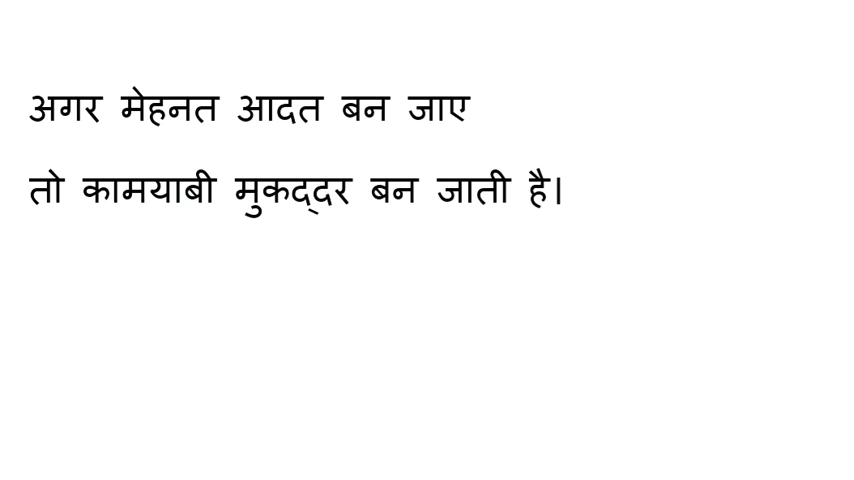 अगर मेहनत आदत बन जाए
तो कामयाबी मुकद्दर बन जाती है।